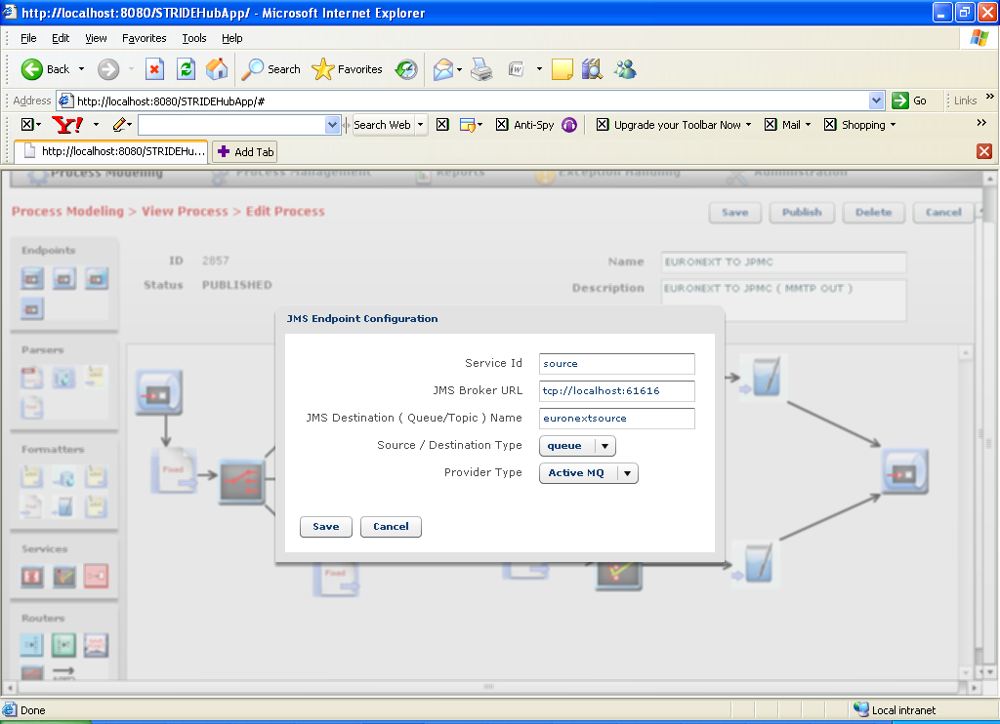 http://localhost:8080/STRIDEHubApp/ - Microsoft Internet Explorer
File Edit View Favorites Tools Help
Back Search Favorites
Address http://localhost:8080/STRIDEHubApp/# Go Links »
Y! Search Web Anti-Spy Upgrade your Toolbar Now Mail Shopping »
http://localhost:8080/STRIDEHu... Add Tab
Process Modeling Process Management Reports Exception Handling Administration
Process Modeling > View Process > Edit Process Save Publish Delete Cancel
Endpoints
ID 2857 Name EURONEXT TO JPMC
Status PUBLISHED Description EURONEXT TO JPMC ( MMTP OUT )
JMS Endpoint Configuration
Parsers
Service Id source
JMS Broker URL tcp://localhost:61616
JMS Destination ( Queue/Topic ) Name euronextsource
Source / Destination Type queue
Formatters
Provider Type Active MQ
Fixed
Save Cancel
Services
Fixed
Routers
Done Local intranet